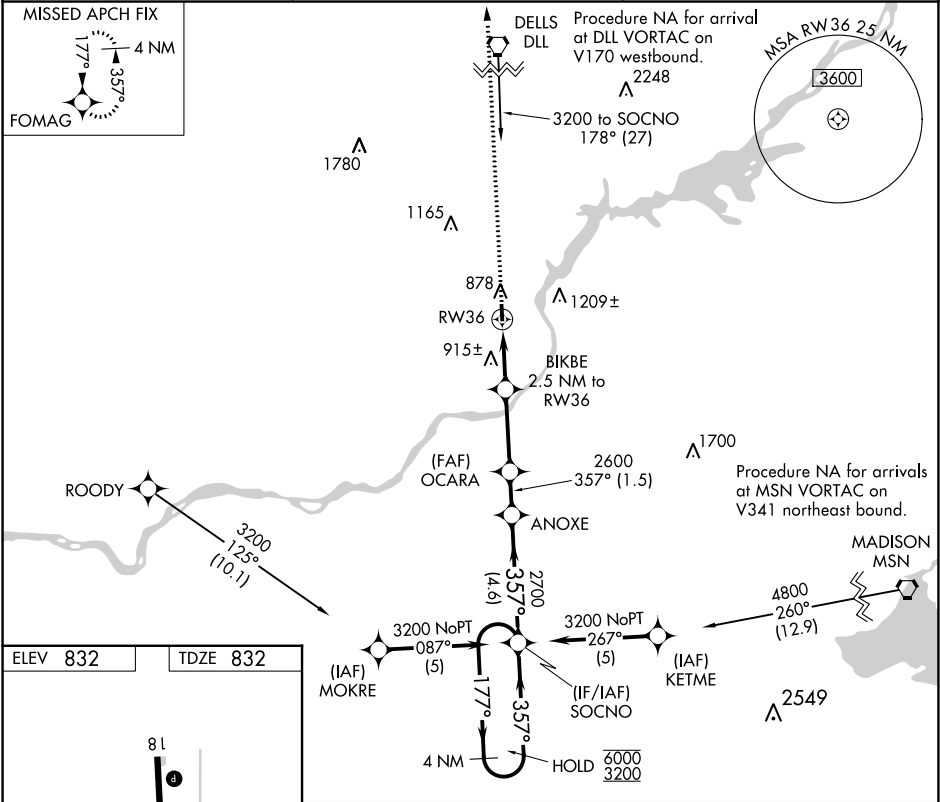 MISSED APCH FIX
4 NM
177°
357°
FOMAG
DELLS
DLL
Procedure NA for arrival
at DLL VORTAC on
V170 westbound.
2248
3200 to SOCNO
178° (27)
MSA RW36 25 NM
3600
1780
1165
878
1209±
RW36
915±
BIKBE
2.5 NM to
RW36
1700
(FAF)
OCARA
2600
357° (1.5)
ROODY
ANOXE
Procedure NA for arrivals
at MSN VORTAC on
V341 northeast bound.
MADISON
MSN
3200
125°
(10.1)
2700
357°
(4.6)
4800
260°
(12.9)
3200 NoPT
087°
(5)
3200 NoPT
267°
(5)
(IAF)
MOKRE
(IF/IAF)
SOCNO
(IAF)
KETME
177°
357°
2549
4 NM
HOLD
6000
3200
ELEV 832
TDZE 832
18
P